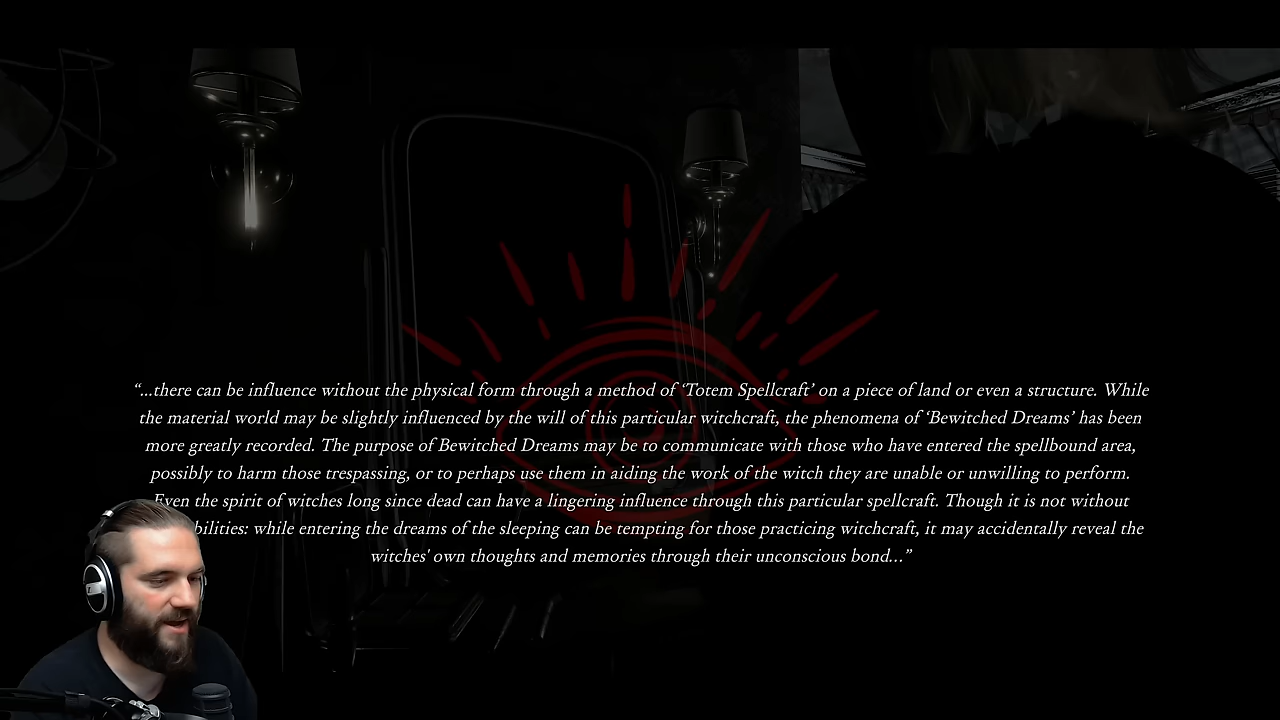 “...there can be influence without the physical form through a method of ‘Totem Spellcraft’ on a piece of land or even a structure. While
the material world may be slightly influenced by the will of this particular witchcraft, the phenomena of ‘Bewitched Dreams’ has been
more greatly recorded. The purpose of Bewitched Dreams may be to communicate with those who have entered the spellbound area,
possibly to harm those trespassing, or to perhaps use them in aiding the work of the witch they are unable or unwilling to perform.
Even the spirit of witches long since dead can have a lingering influence through this particular spellcraft. Though it is not without
while entering the dreams of the sleeping can be tempting for those practicing witchcraft, it may accidentally reveal the
witches' own thoughts and memories through their unconscious bond...”